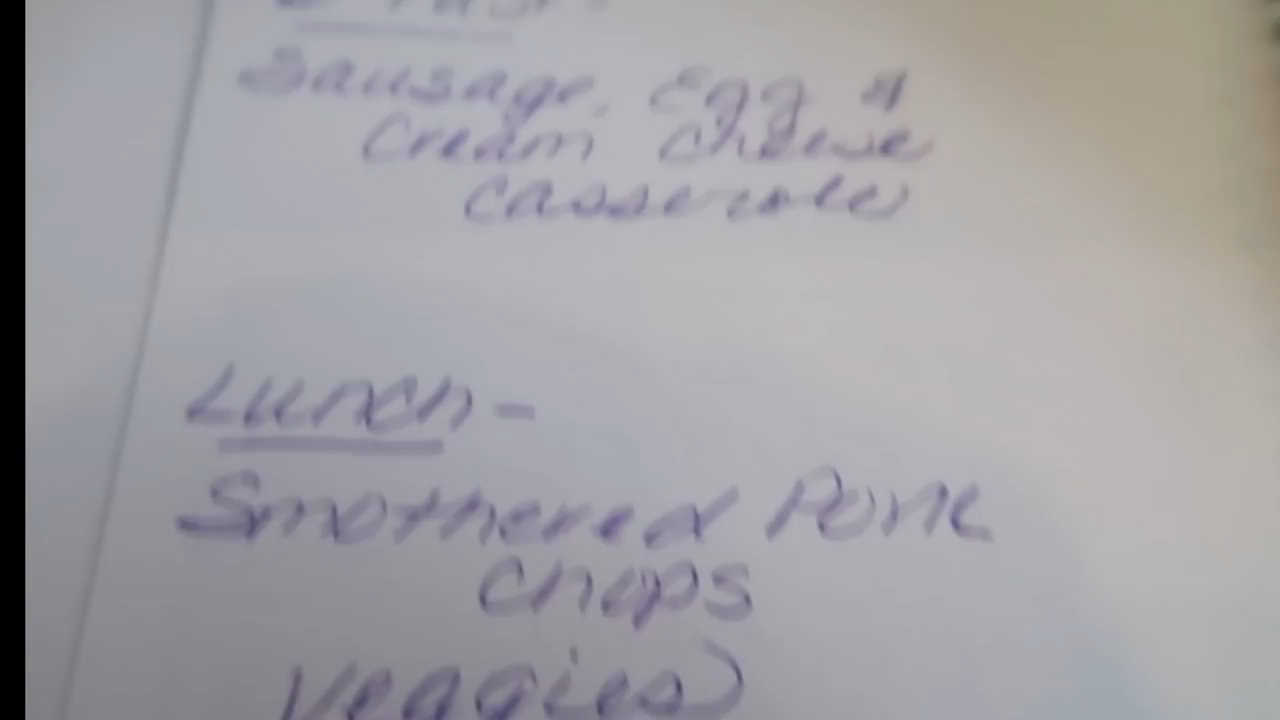 Sausage, Egg &
Cream Cheese
Casserole
Lunch -
Smothered Pork
Chops
Veggies